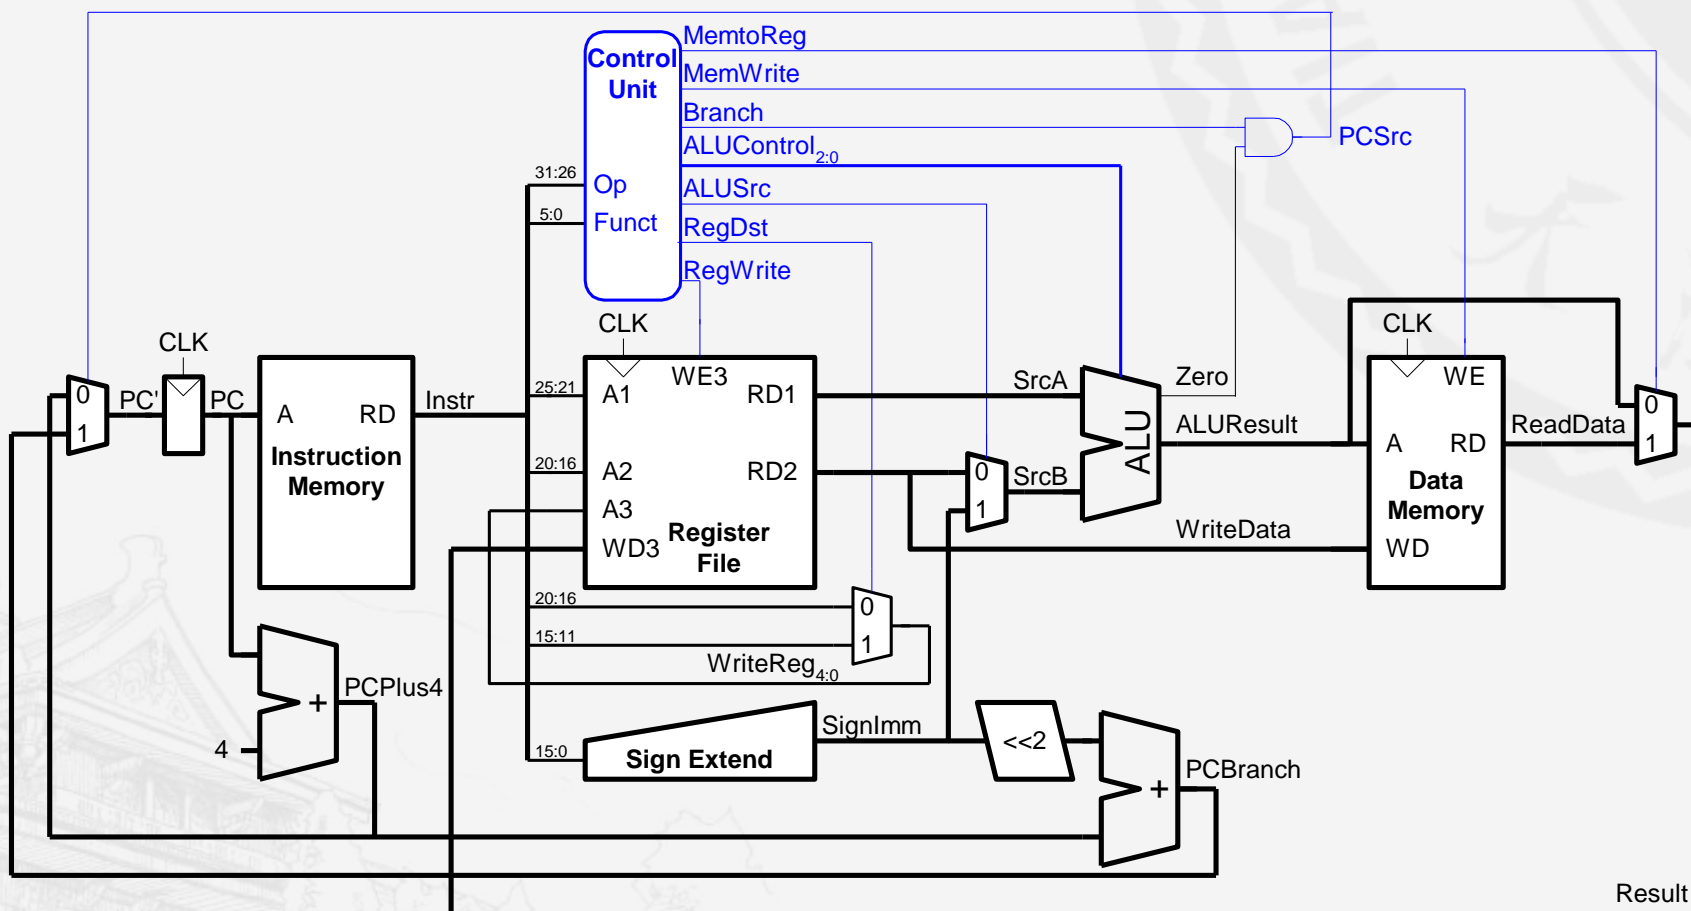 MemtoReg
Control
Unit
MemWrite
Branch
ALUControl2:0
PCSrc
31:26
Op
ALUSrc
5:0
Funct
RegDst
RegWrite
CLK
CLK
CLK
WE3
SrcA
Zero
WE
0
PC'
PC
A
RD
Instr
25:21
A1
RD1
ALU
ALUResult
0
ReadData
1
Instruction
Memory
20:16
A2
RD2
0
SrcB
1
A
RD
Data
Memory
1
A3
Register
File
WD3
WriteData
WD
20:16
0
15:11
1
WriteReg4:0
PCPlus4
+
4
15:0
Sign Extend
SignImm
<<2
PCBranch
+
Result